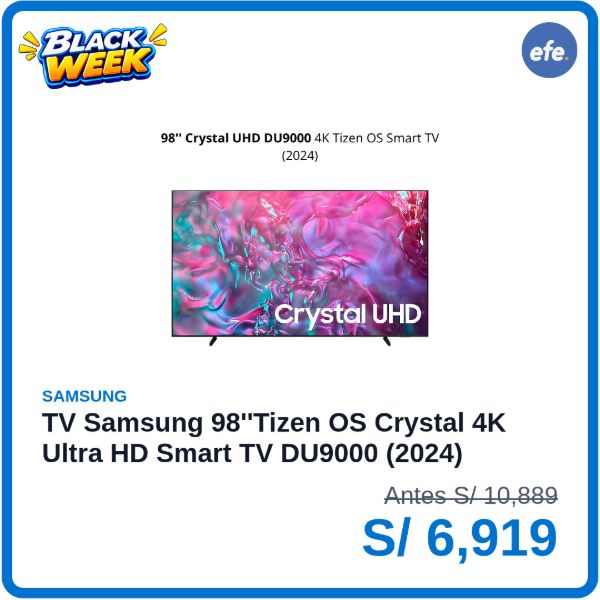 BLACK
WEEK
efe.
98'' Crystal UHD DU9000 4K Tizen OS Smart TV
(2024)
Crystal UHD
SAMSUNG
TV Samsung 98''Tizen OS Crystal 4K
Ultra HD Smart TV DU9000 (2024)
Antes S/ 10,889
S/ 6,919